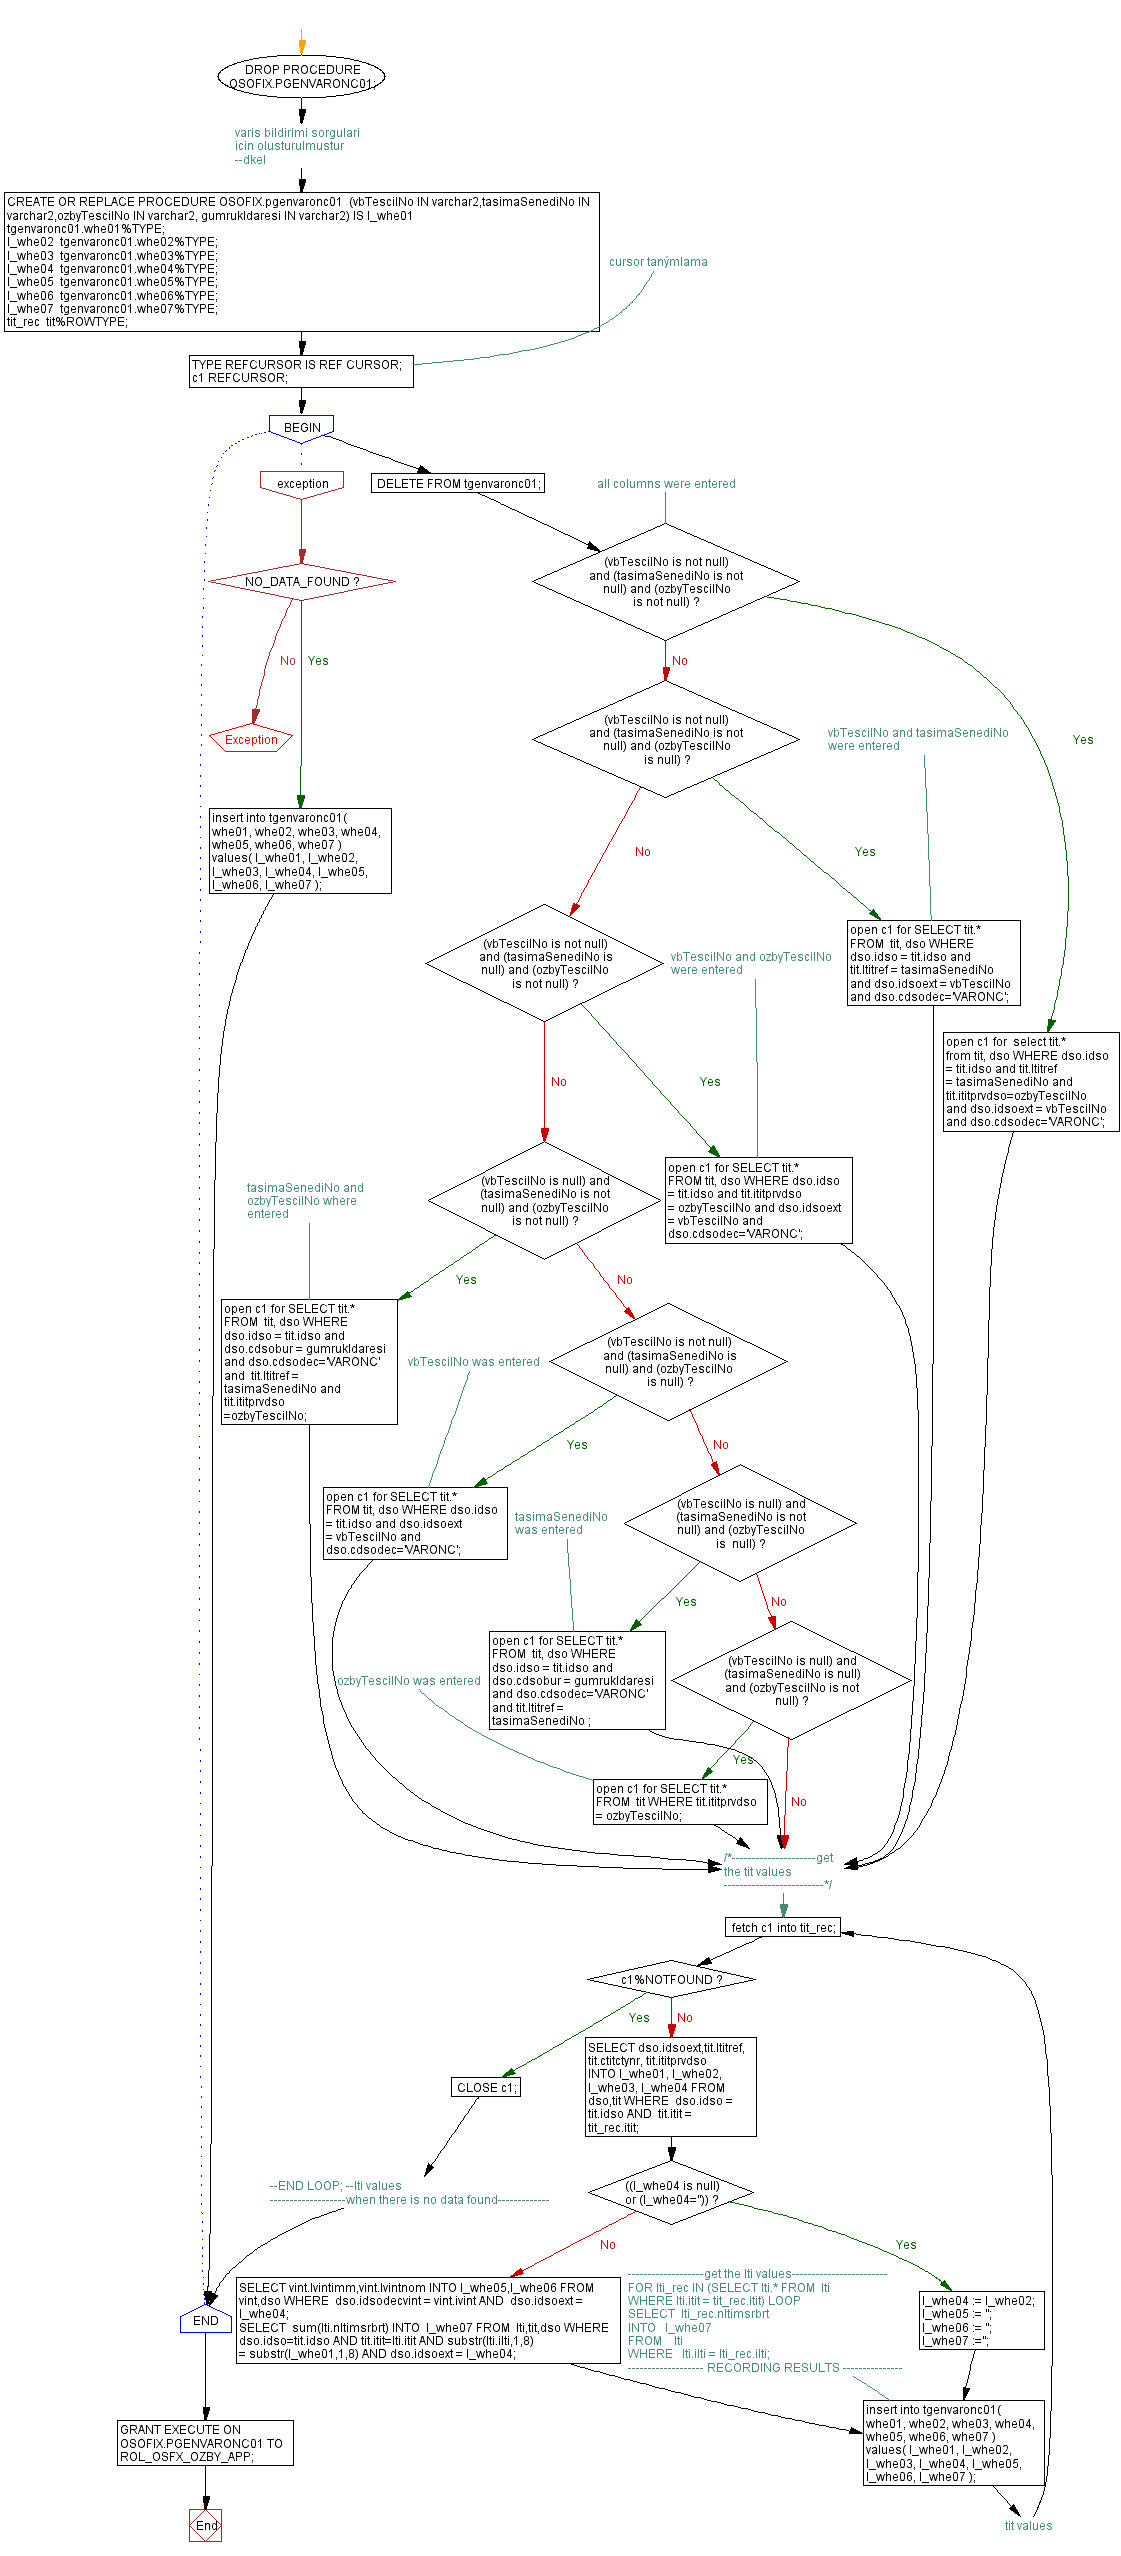 DROP PROCEDURE
OSOFIX.PGENVARONC01;
varis bildirimi sorgulari
icin olusturulmustur
--dkel
CREATE OR REPLACE PROCEDURE OSOFIX.pgenvaronc01  (vbTescilNo IN varchar2,tasimaSenediNo IN
varchar2,ozbyTescilNo IN varchar2, gumrukIdaresi IN varchar2) IS l_whe01
tgenvaronc01.whe01%TYPE;
l_whe02  tgenvaronc01.whe02%TYPE;
l_whe03  tgenvaronc01.whe03%TYPE;
l_whe04  tgenvaronc01.whe04%TYPE;
l_whe05  tgenvaronc01.whe05%TYPE;
l_whe06  tgenvaronc01.whe06%TYPE;
l_whe07  tgenvaronc01.whe07%TYPE;
tit_rec  tit%ROWTYPE;
cursor tanýmlama
TYPE REFCURSOR IS REF CURSOR;
c1 REFCURSOR;
BEGIN
exception
DELETE FROM tgenvaronc01;
all columns were entered
(vbTescilNo is not null)
and (tasimaSenediNo is not
null) and (ozbyTescilNo
is not null) ?
NO_DATA_FOUND ?
No
Yes
No
Exception
(vbTescilNo is not null)
and (tasimaSenediNo is not
null) and (ozbyTescilNo
is null) ?
vbTescilNo and tasimaSenediNo
were entered
Yes
insert into tgenvaronc01(
whe01, whe02, whe03, whe04,
whe05, whe06, whe07 )
values( l_whe01, l_whe02,
l_whe03, l_whe04, l_whe05,
l_whe06, l_whe07 );
No
Yes
(vbTescilNo is not null)
and (tasimaSenediNo is
null) and (ozbyTescilNo
is not null) ?
vbTescilNo and ozbyTescilNo
were entered
open c1 for SELECT tit.*
FROM  tit, dso WHERE
dso.idso = tit.idso and
tit.ltitref = tasimaSenediNo
and dso.idsoext = vbTescilNo
and dso.cdsodec='VARONC';
open c1 for  select tit.*
from tit, dso WHERE dso.idso
= tit.idso and tit.ltitref
= tasimaSenediNo and
tit.ititprvdso=ozbyTescilNo
and dso.idsoext = vbTescilNo
and dso.cdsodec='VARONC';
No
Yes
(vbTescilNo is null) and
(tasimaSenediNo is not
null) and (ozbyTescilNo
is not null) ?
tasimaSenediNo and
ozbyTescilNo where
entered
open c1 for SELECT tit.*
FROM tit, dso WHERE dso.idso
= tit.idso and tit.ititprvdso
= ozbyTescilNo and dso.idsoext
= vbTescilNo and
dso.cdsodec='VARONC';
Yes
No
open c1 for SELECT tit.*
FROM  tit, dso WHERE
dso.idso = tit.idso and
dso.cdsobur = gumrukIdaresi
and dso.cdsodec='VARONC'
and  tit.ltitref =
tasimaSenediNo and
tit.ititprvdso
=ozbyTescilNo;
vbTescilNo was entered
(vbTescilNo is not null)
and (tasimaSenediNo is
null) and (ozbyTescilNo
is null) ?
Yes
No
open c1 for SELECT tit.*
FROM tit, dso WHERE dso.idso
= tit.idso and dso.idsoext
= vbTescilNo and
dso.cdsodec='VARONC';
tasimaSenediNo
was entered
(vbTescilNo is null) and
(tasimaSenediNo is not
null) and (ozbyTescilNo
is  null) ?
Yes
No
open c1 for SELECT tit.*
FROM  tit, dso WHERE
dso.idso = tit.idso and
dso.cdsobur = gumrukIdaresi
and dso.cdsodec='VARONC'
and tit.ltitref =
tasimaSenediNo ;
ozbyTescilNo was entered
(vbTescilNo is null) and
(tasimaSenediNo is null)
and (ozbyTescilNo is not
null) ?
Yes
No
open c1 for SELECT tit.*
FROM  tit WHERE tit.ititprvdso
= ozbyTescilNo;
/*---------------------get
the tit values
-------------------------*/
fetch c1 into tit_rec;
c1%NOTFOUND ?
Yes
No
CLOSE c1;
SELECT dso.idsoext,tit.ltitref,
tit.ctitctynr, tit.ititprvdso
INTO l_whe01, l_whe02,
l_whe03, l_whe04 FROM
dso,tit WHERE  dso.idso =
tit.idso AND  tit.itit =
tit_rec.itit;
--END LOOP; --lti values
-------------------when there is no data found-------------
((l_whe04 is null)
or (l_whe04='')) ?
No
Yes
END
SELECT vint.lvintimm,vint.lvintnom INTO l_whe05,l_whe06 FROM
vint,dso WHERE  dso.idsodecvint = vint.ivint AND  dso.idsoext =
l_whe04;
SELECT  sum(lti.nltimsrbrt) INTO  l_whe07 FROM  lti,tit,dso WHERE
dso.idso=tit.idso AND tit.itit=lti.itit AND substr(lti.ilti,1,8)
= substr(l_whe01,1,8) AND dso.idsoext = l_whe04;
-------------------get the lti values------------------------
FOR lti_rec IN (SELECT lti.* FROM  lti
WHERE lti.itit = tit_rec.itit) LOOP
SELECT  lti_rec.nltimsrbrt
INTO   l_whe07
FROM    lti
WHERE   lti.ilti = lti_rec.ilti;
------------------- RECORDING RESULTS ---------------
l_whe04 := l_whe02;
l_whe05 := '';
l_whe06 := '';
l_whe07 :='';
insert into tgenvaronc01(
whe01, whe02, whe03, whe04,
whe05, whe06, whe07 )
values( l_whe01, l_whe02,
l_whe03, l_whe04, l_whe05,
l_whe06, l_whe07 );
GRANT EXECUTE ON
OSOFIX.PGENVARONC01 TO
ROL_OSFX_OZBY_APP;
tit values
End